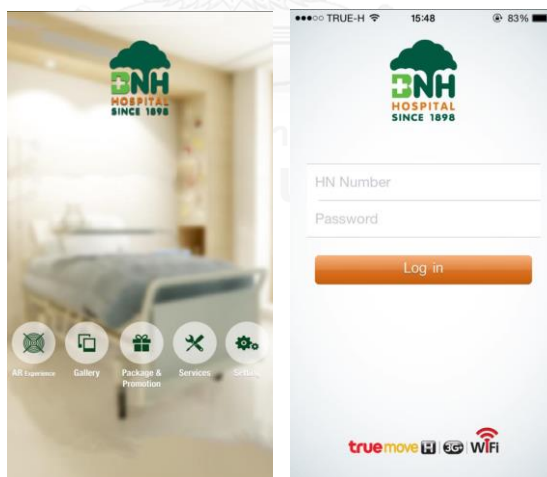 BNH
HOSPITAL
SINCE 1898
AR Experience
Gallery
Package &
Promotion
Services
Setting
TRUE-H 15:48 83%
BNH
HOSPITAL
SINCE 1898
HN Number
Password
Log in
truemove H 3G+ WiFi